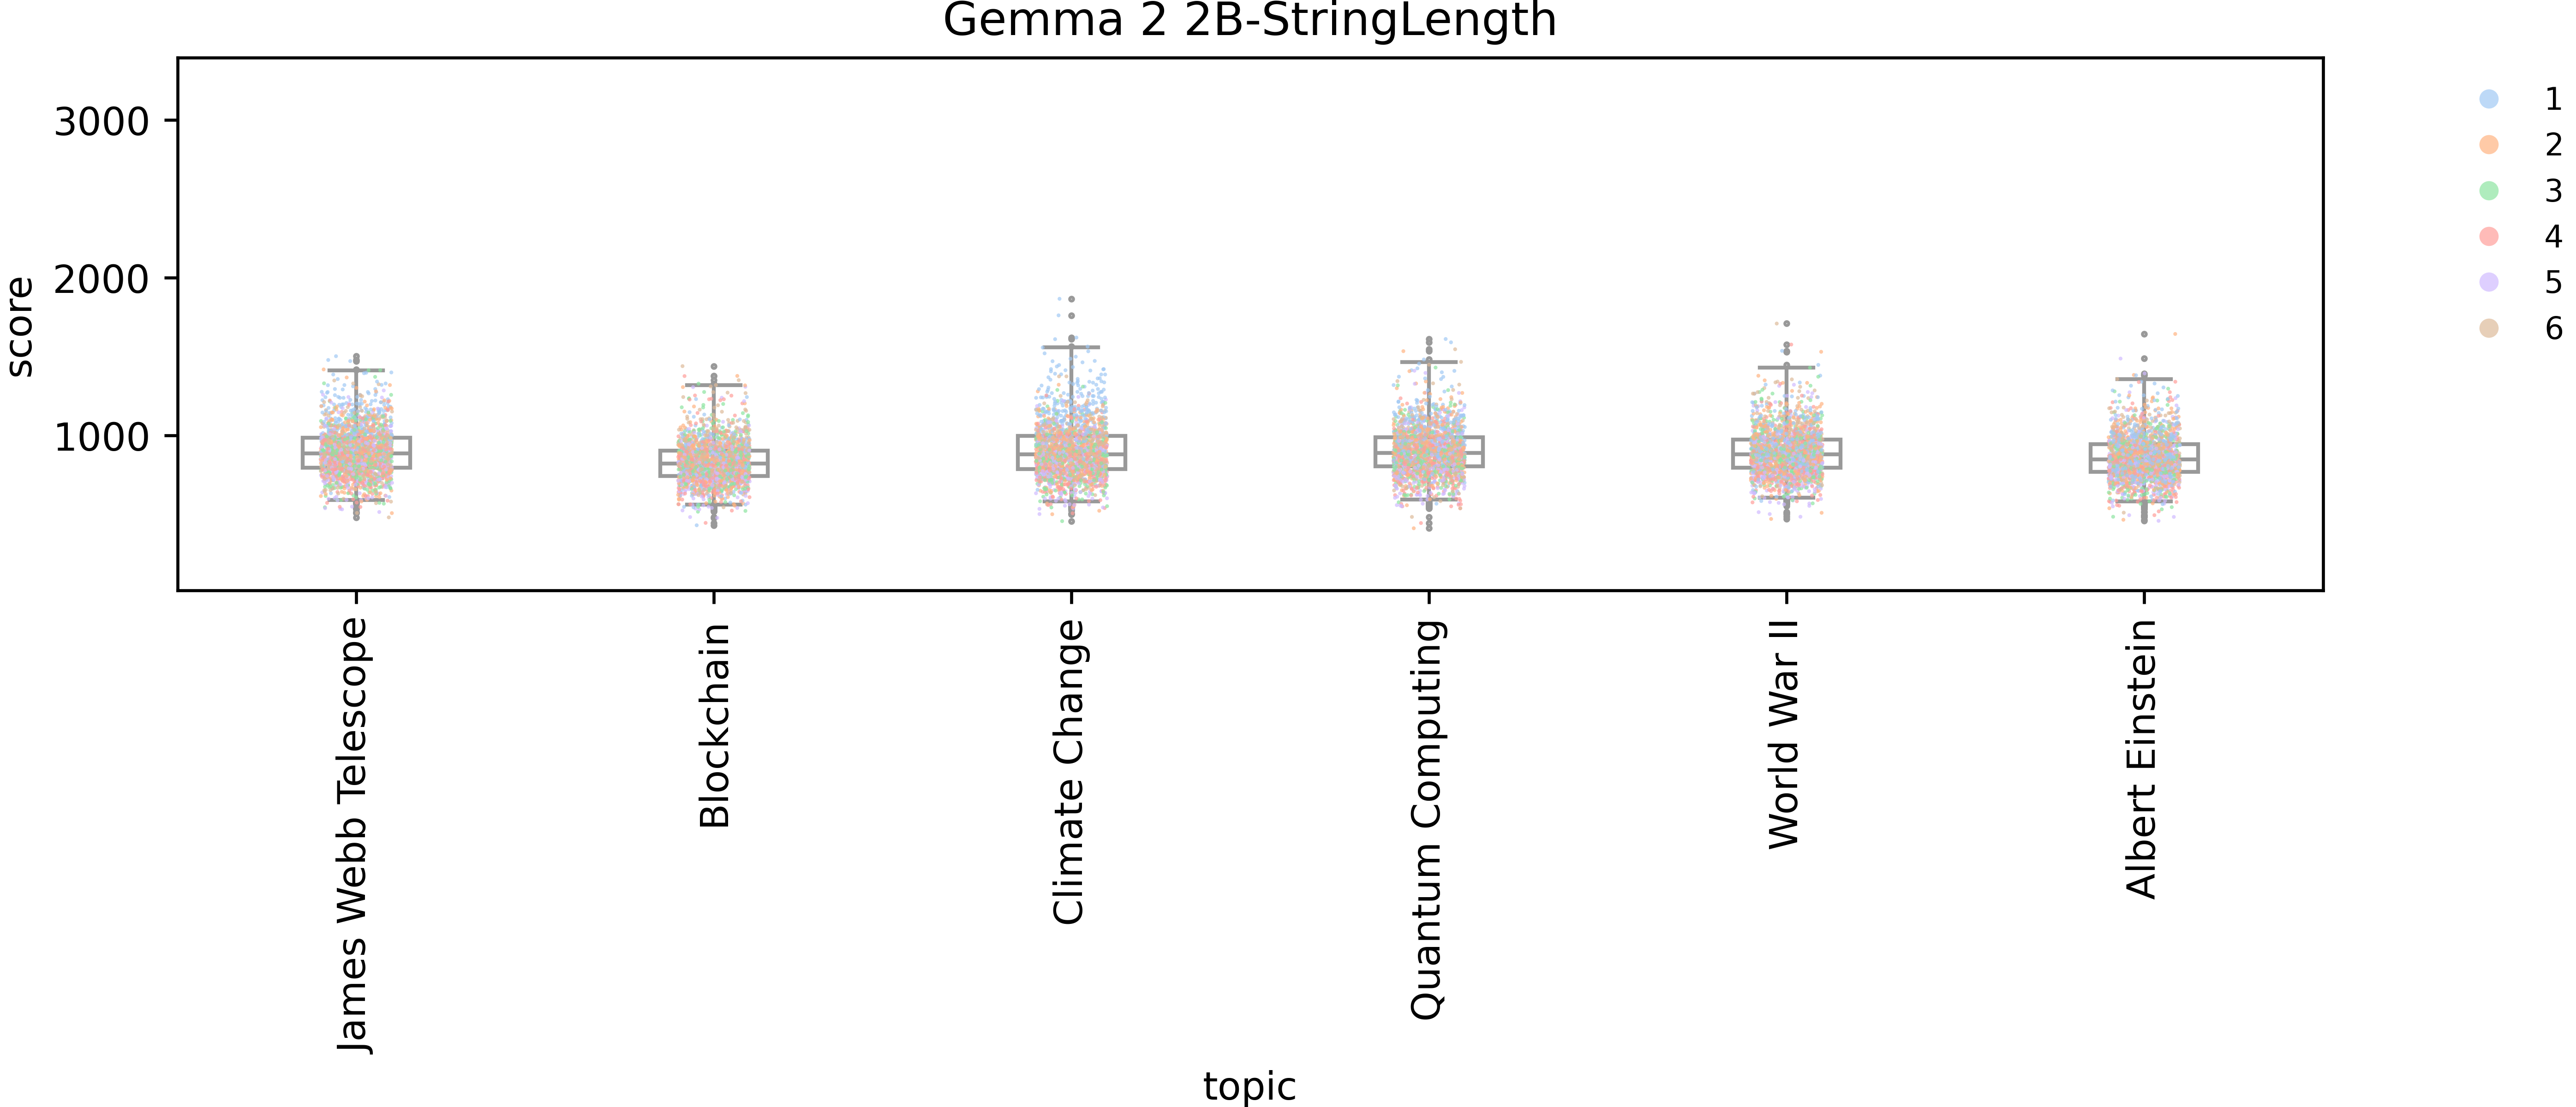 Gemma 2 2B-StringLength
score
3000
2000
1000
1
2
3
4
5
6
James Webb Telescope
Blockchain
Climate Change
Quantum Computing
World War II
Albert Einstein
topic